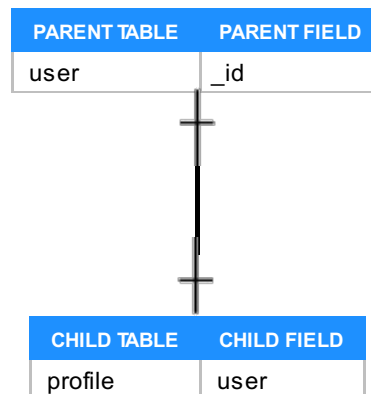 PARENT TABLE PARENT FIELD
user _id
CHILD TABLE CHILD FIELD
profile user